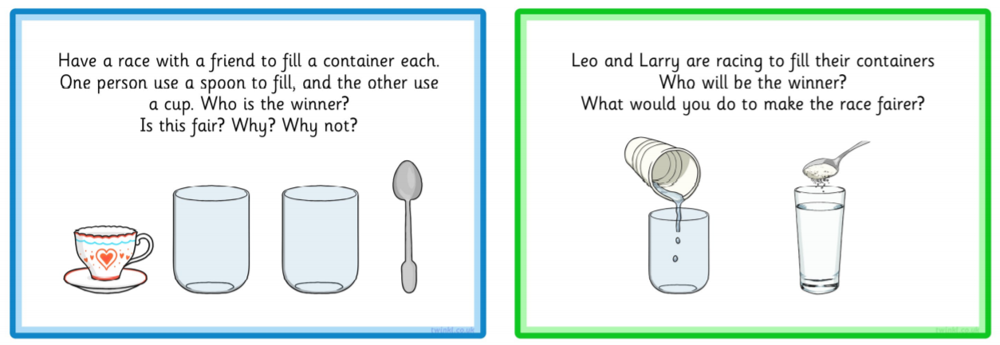 Have a race with a friend to fill a container each.
One person use a spoon to fill, and the other use
a cup. Who is the winner?
Is this fair? Why? Why not?
twinkl.co.uk
Leo and Larry are racing to fill their containers
Who will be the winner?
What would you do to make the race fairer?
twinkl.co.uk